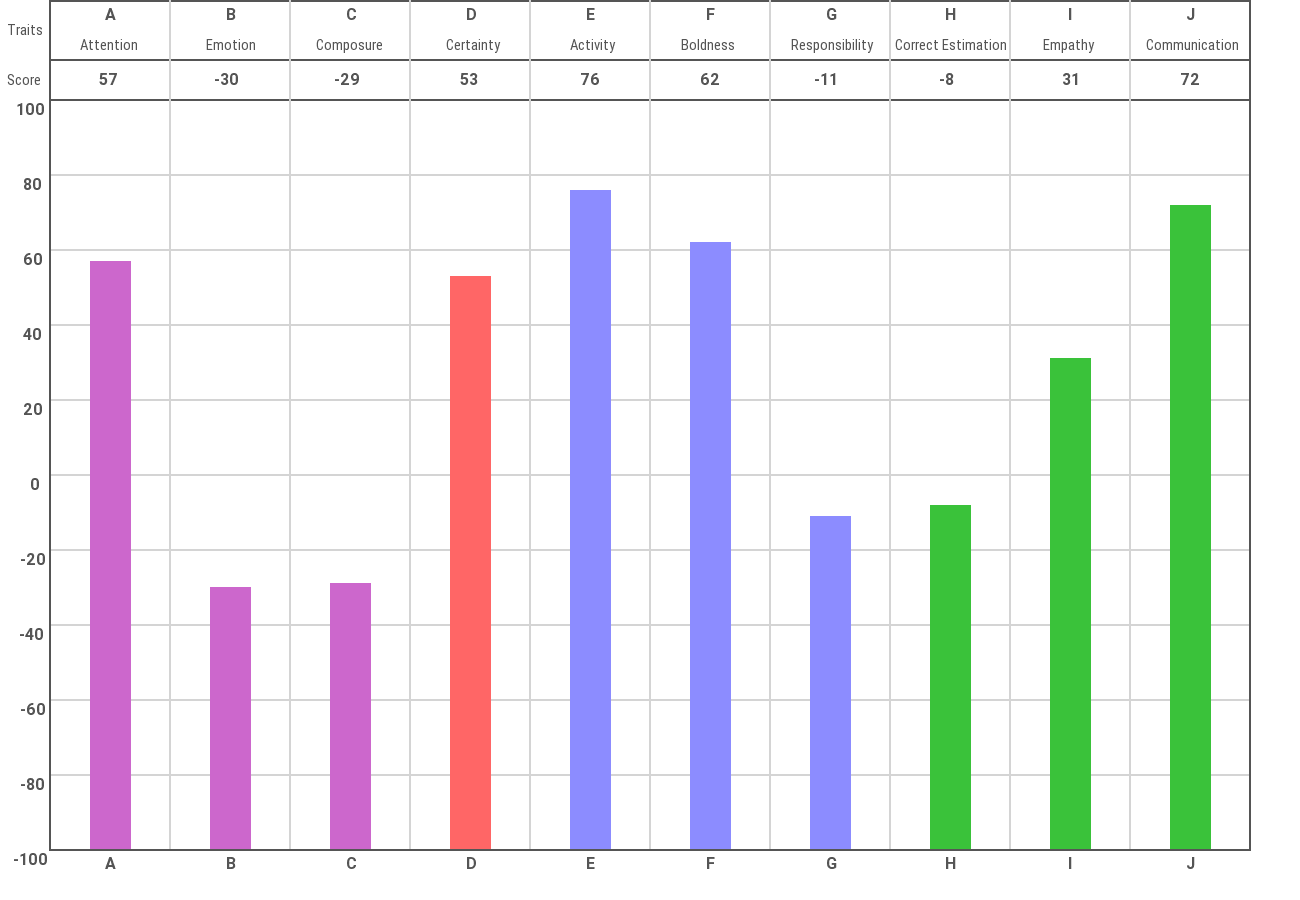 A B C D E F G H I J
Traits
Attention Emotion Composure Certainty Activity Boldness Responsibility Correct Estimation Empathy Communication
Score 57 -30 -29 53 76 62 -11 -8 31 72
100
80
60
40
20
0
-20
-40
-60
-80
-100
A B C D E F G H I J